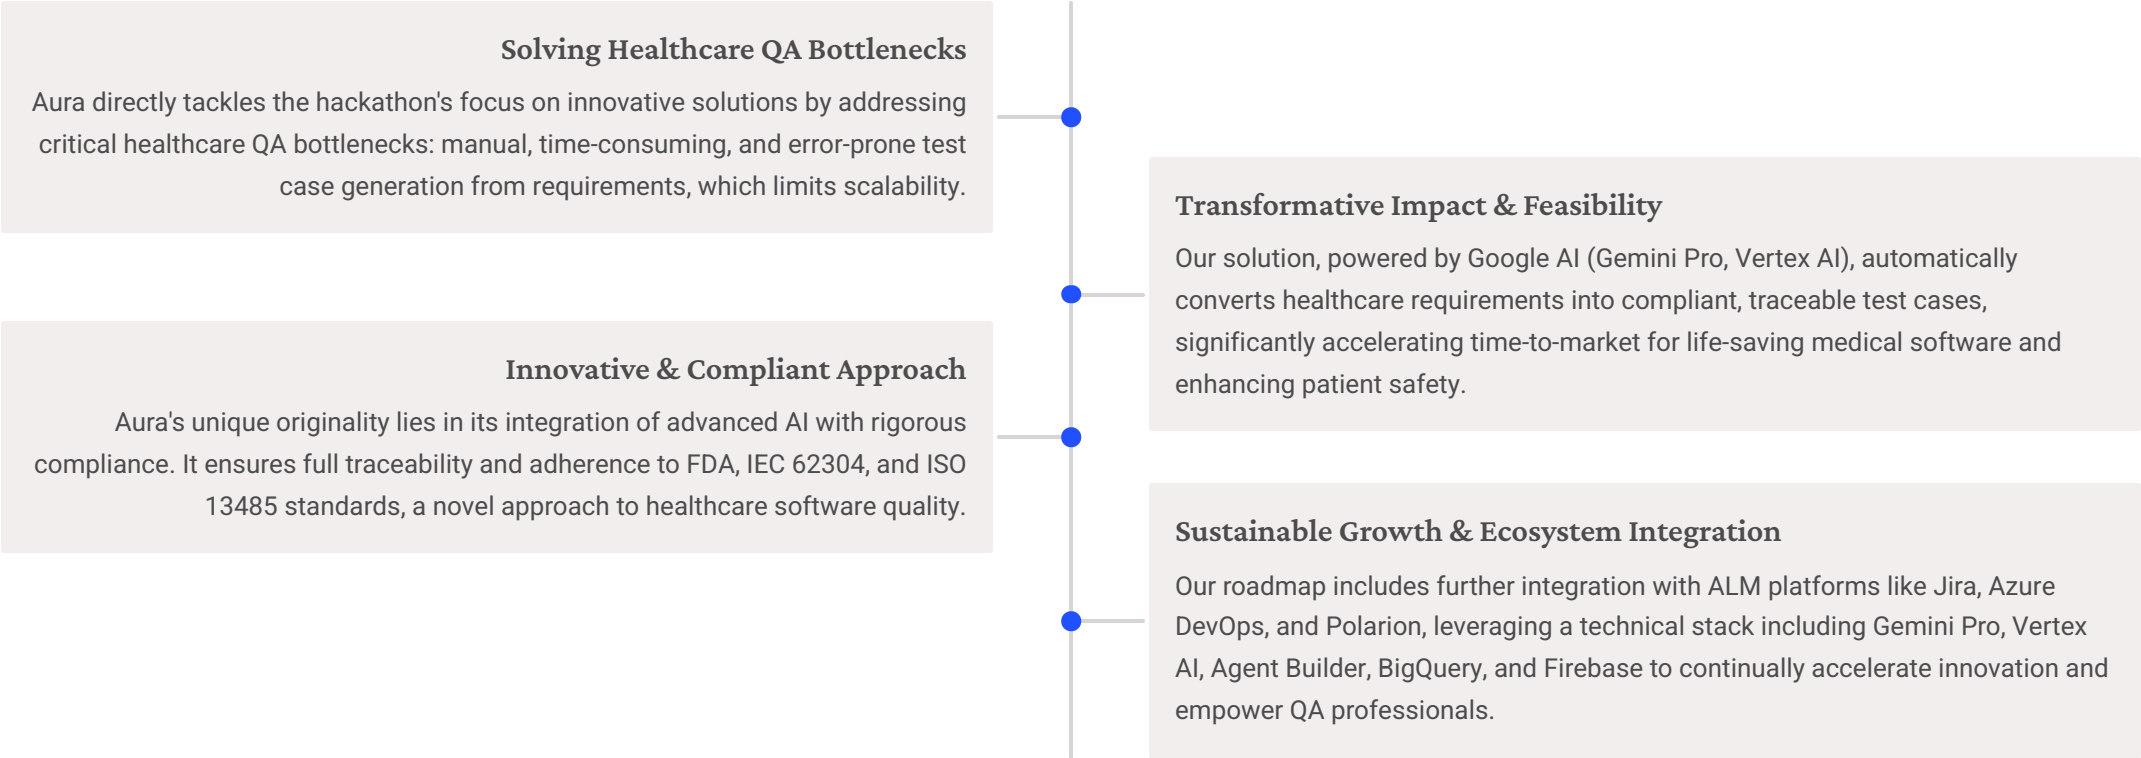 Solving Healthcare QA Bottlenecks
Aura directly tackles the hackathon's focus on innovative solutions by addressing
critical healthcare QA bottlenecks: manual, time-consuming, and error-prone test
case generation from requirements, which limits scalability.
Transformative Impact & Feasibility
Our solution, powered by Google AI (Gemini Pro, Vertex AI), automatically
converts healthcare requirements into compliant, traceable test cases,
significantly accelerating time-to-market for life-saving medical software and
enhancing patient safety.
Innovative & Compliant Approach
Aura's unique originality lies in its integration of advanced AI with rigorous
compliance. It ensures full traceability and adherence to FDA, IEC 62304, and ISO
13485 standards, a novel approach to healthcare software quality.
Sustainable Growth & Ecosystem Integration
Our roadmap includes further integration with ALM platforms like Jira, Azure
DevOps, and Polarion, leveraging a technical stack including Gemini Pro, Vertex
AI, Agent Builder, BigQuery, and Firebase to continually accelerate innovation and
empower QA professionals.